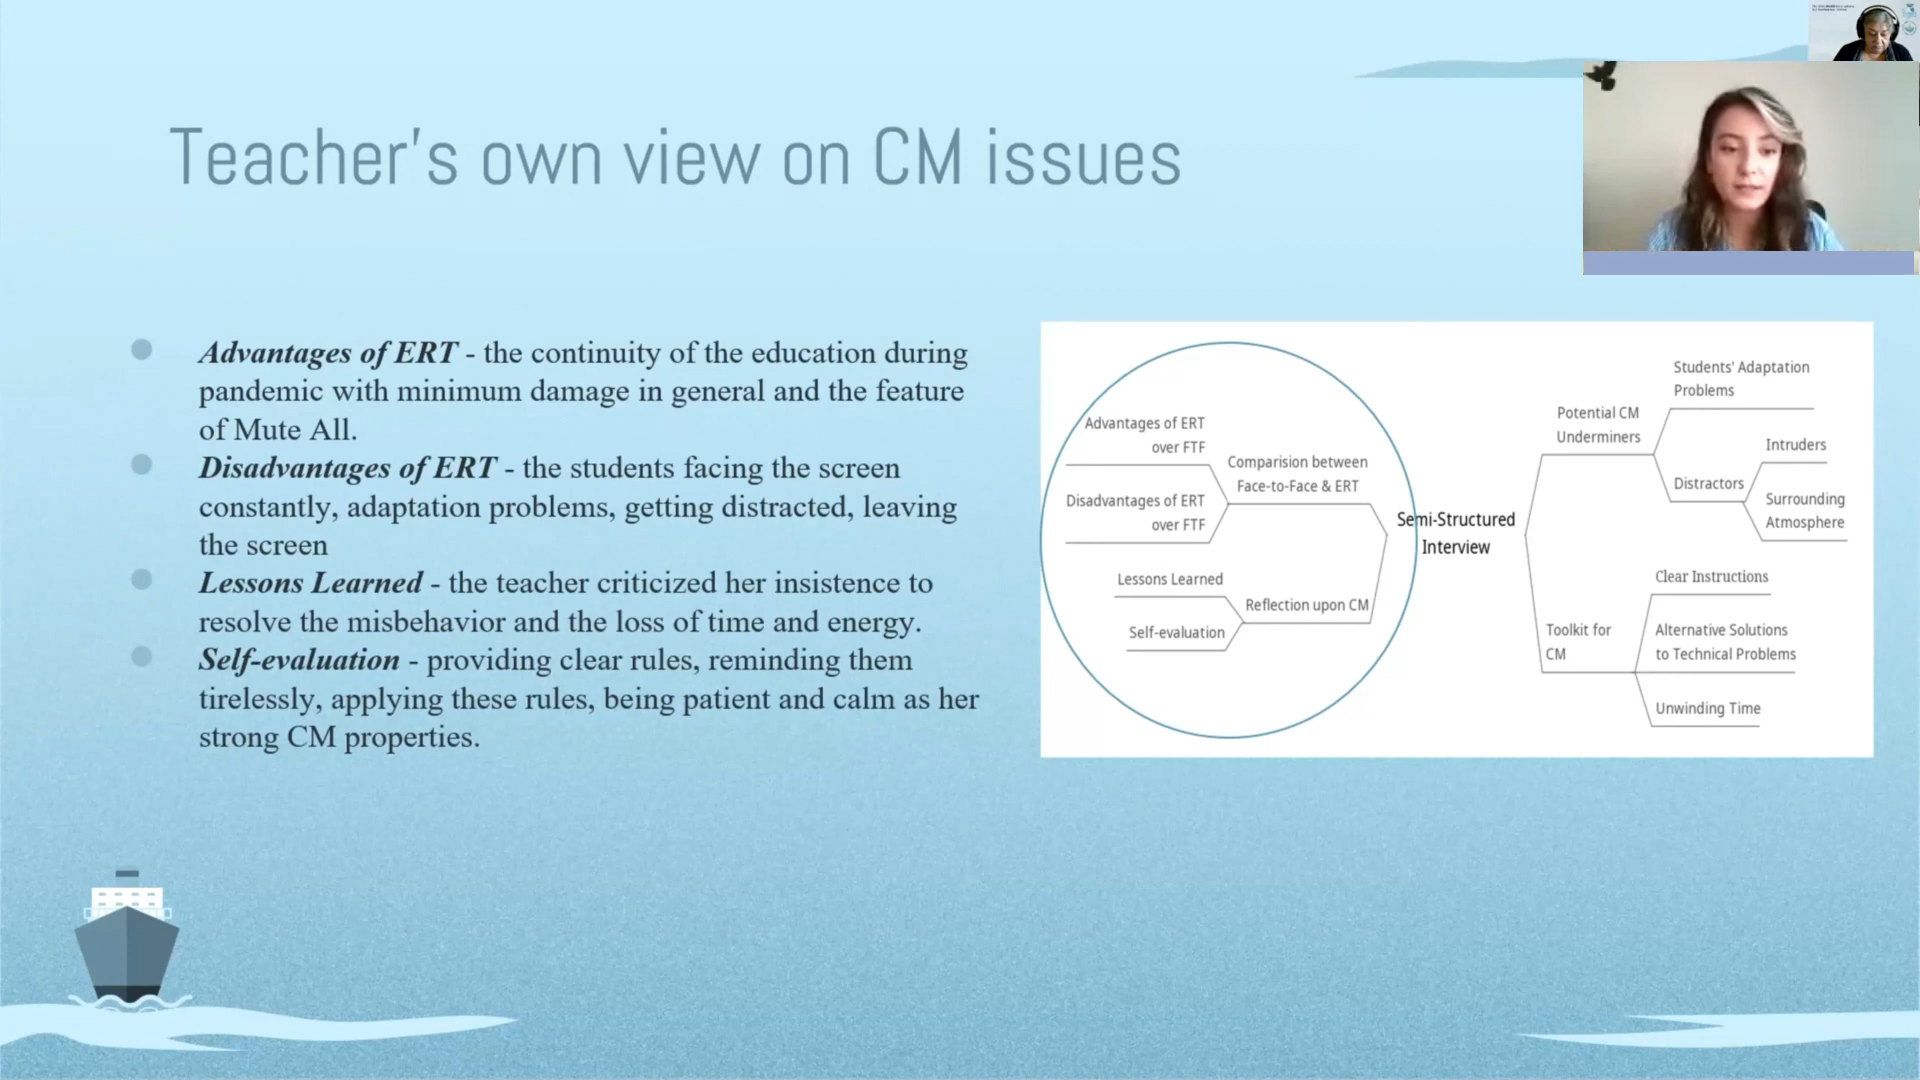 Teacher's own view on CM issues
Advantages of ERT - the continuity of the education during
pandemic with minimum damage in general and the feature
of Mute All.
Disadvantages of ERT - the students facing the screen
constantly, adaptation problems, getting distracted, leaving
the screen
Lessons Learned - the teacher criticized her insistence to
resolve the misbehavior and the loss of time and energy.
Self-evaluation - providing clear rules, reminding them
tirelessly, applying these rules, being patient and calm as her
strong CM properties.
Advantages of ERT
over FTF
Disadvantages of ERT
over FTF
Comparision between
Face-to-Face & ERT
Lessons Learned
Self-evaluation
Reflection upon CM
Semi-Structured
Interview
Potential CM
Underminers
Students' Adaptation
Problems
Distractors
Intruders
Surrounding
Atmosphere
Toolkit for
CM
Clear Instructions
Alternative Solutions
to Technical Problems
Unwinding Time